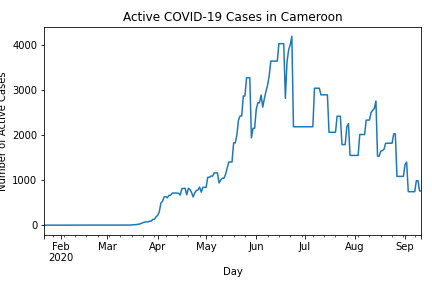 Active COVID-19 Cases in Cameroon
Number of Active Cases
4000
3000
2000
1000
0
Feb
2020
Mar
Apr
May
Jun
Jul
Aug
Sep
Day